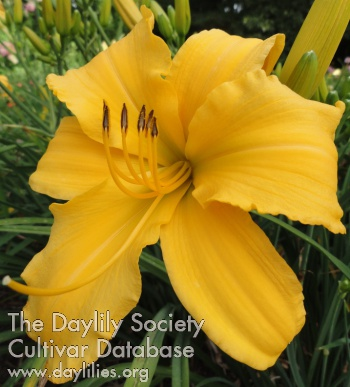 The Daylily Society
Cultivar Database
www.daylilies.org